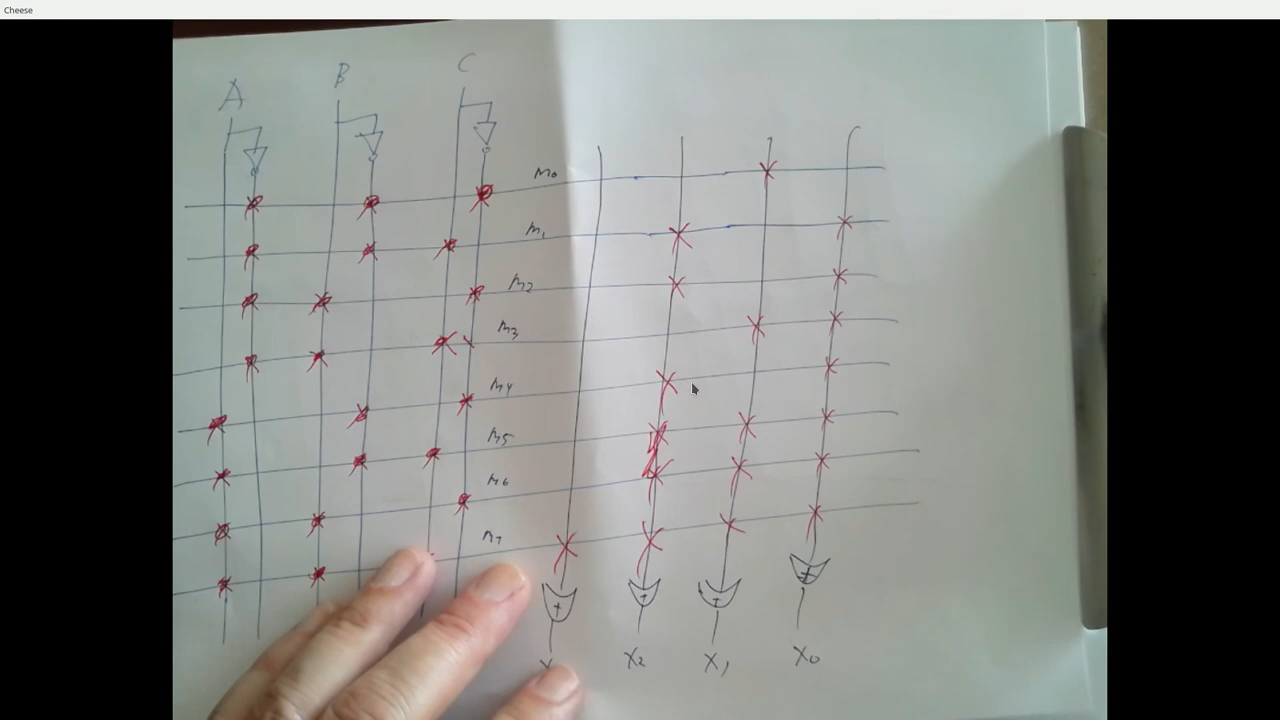 Cheese
A B C
m0
m1
m2
m3
m4
m5
m6
m7
+ + + +
X2 X1 X0